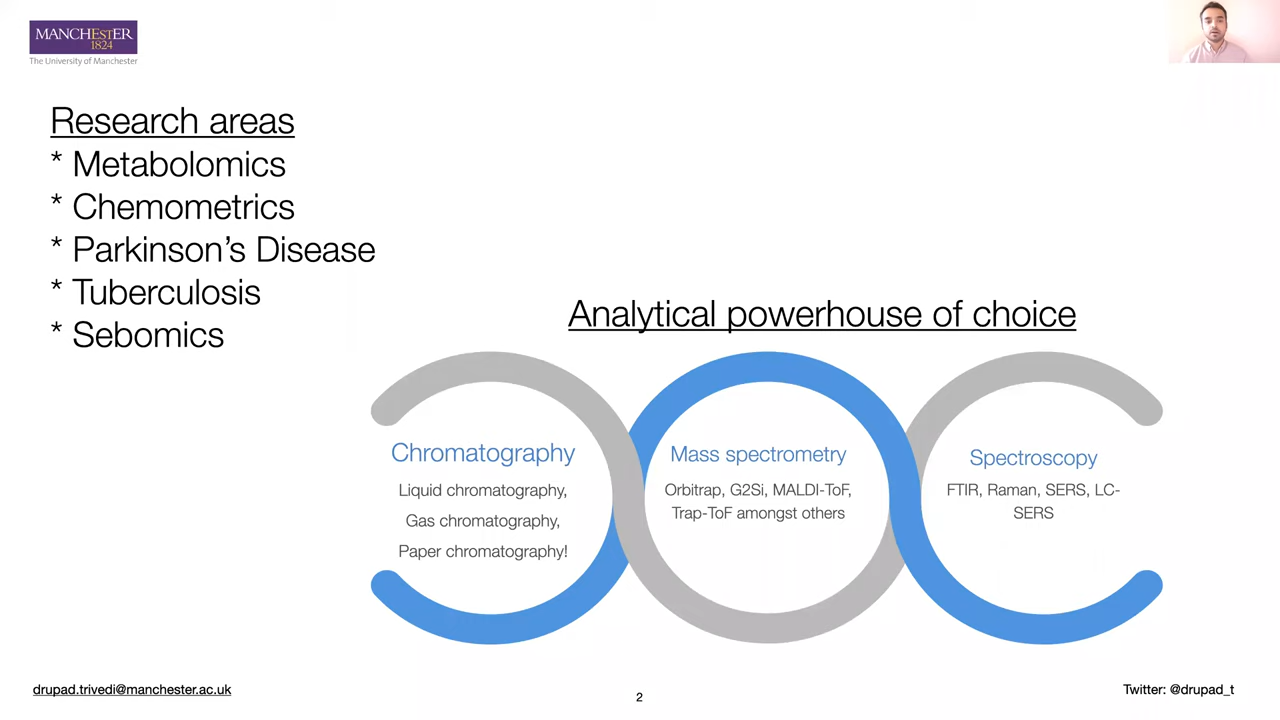 MANCHESTER
1824
The University of Manchester
Research areas
* Metabolomics
* Chemometrics
* Parkinson’s Disease
* Tuberculosis
* Sebomics
Analytical powerhouse of choice
Chromatography
Liquid chromatography,
Gas chromatography,
Paper chromatography!
Mass spectrometry
Orbitrap, G2Si, MALDI-ToF,
Trap-ToF amongst others
Spectroscopy
FTIR, Raman, SERS, LC-
SERS
drupad.trivedi@manchester.ac.uk
2
Twitter: @drupad_t